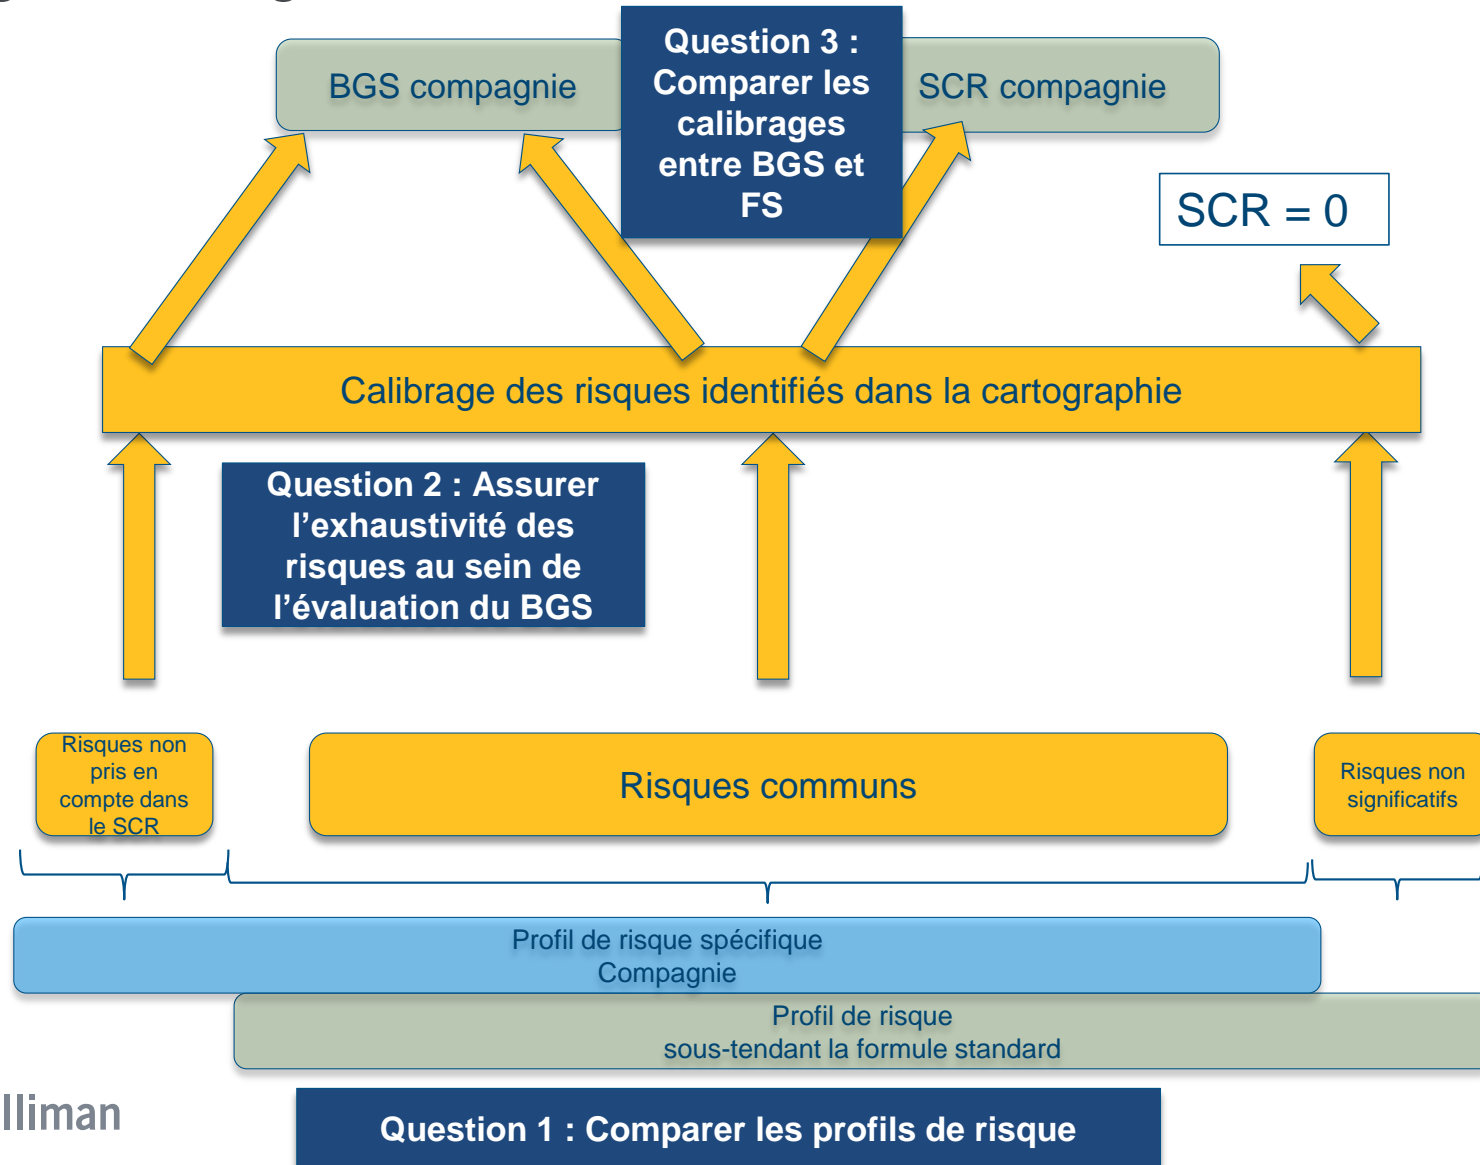 BGS compagnie
Question 3 :
Comparer les
calibrages
entre BGS et
FS
SCR compagnie
SCR = 0
Calibrage des risques identifiés dans la cartographie
Question 2 : Assurer
l’exhaustivité des
risques au sein de
l’évaluation du BGS
Risques non
pris en
compte dans
le SCR
Risques communs
Risques non
significatifs
Profil de risque spécifique
Compagnie
Profil de risque
sous-tendant la formule standard
lliman
Question 1 : Comparer les profils de risque